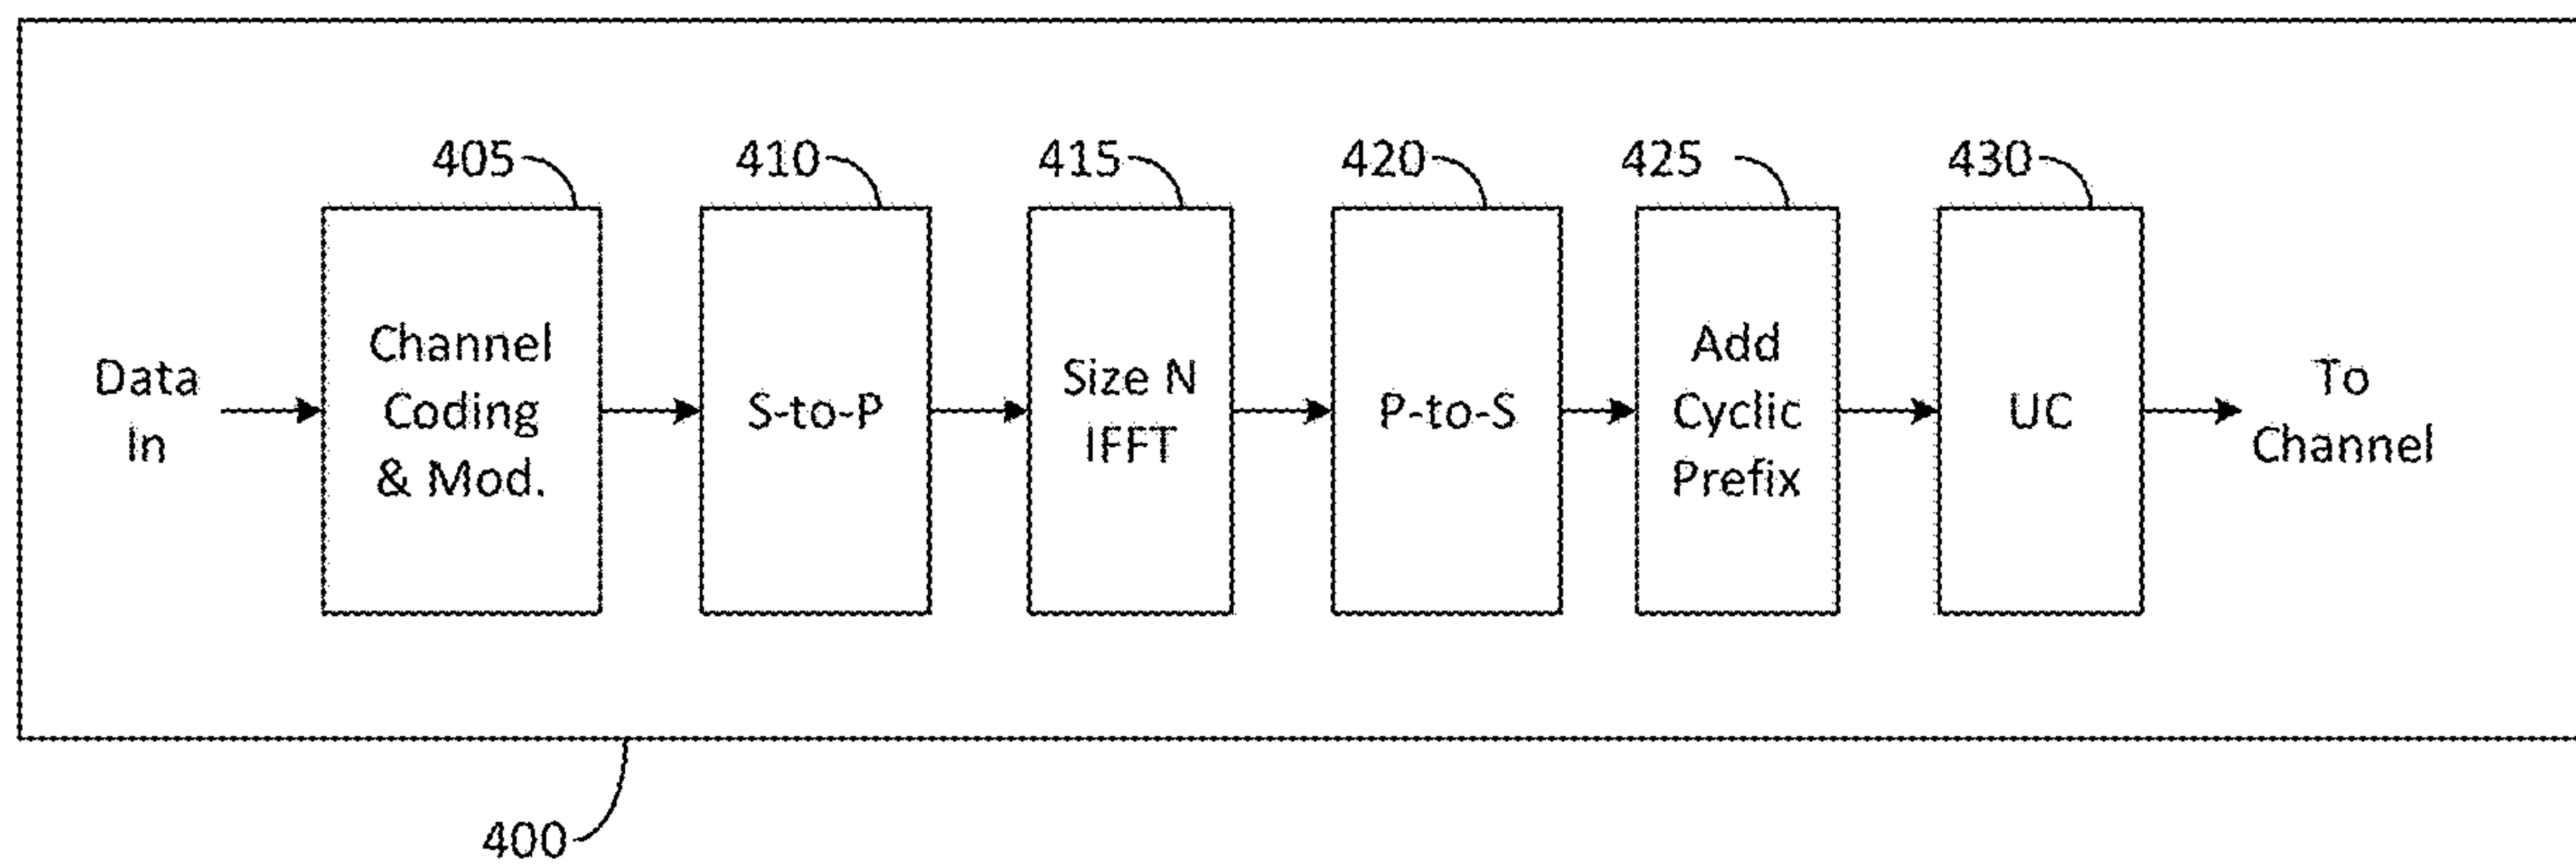 405
410
415
420
425
430
Data
In
Channel
Coding
& Mod.
S-to-P
Size N
IFFT
P-to-S
Add
Cyclic
Prefix
UC
To
Channel
400